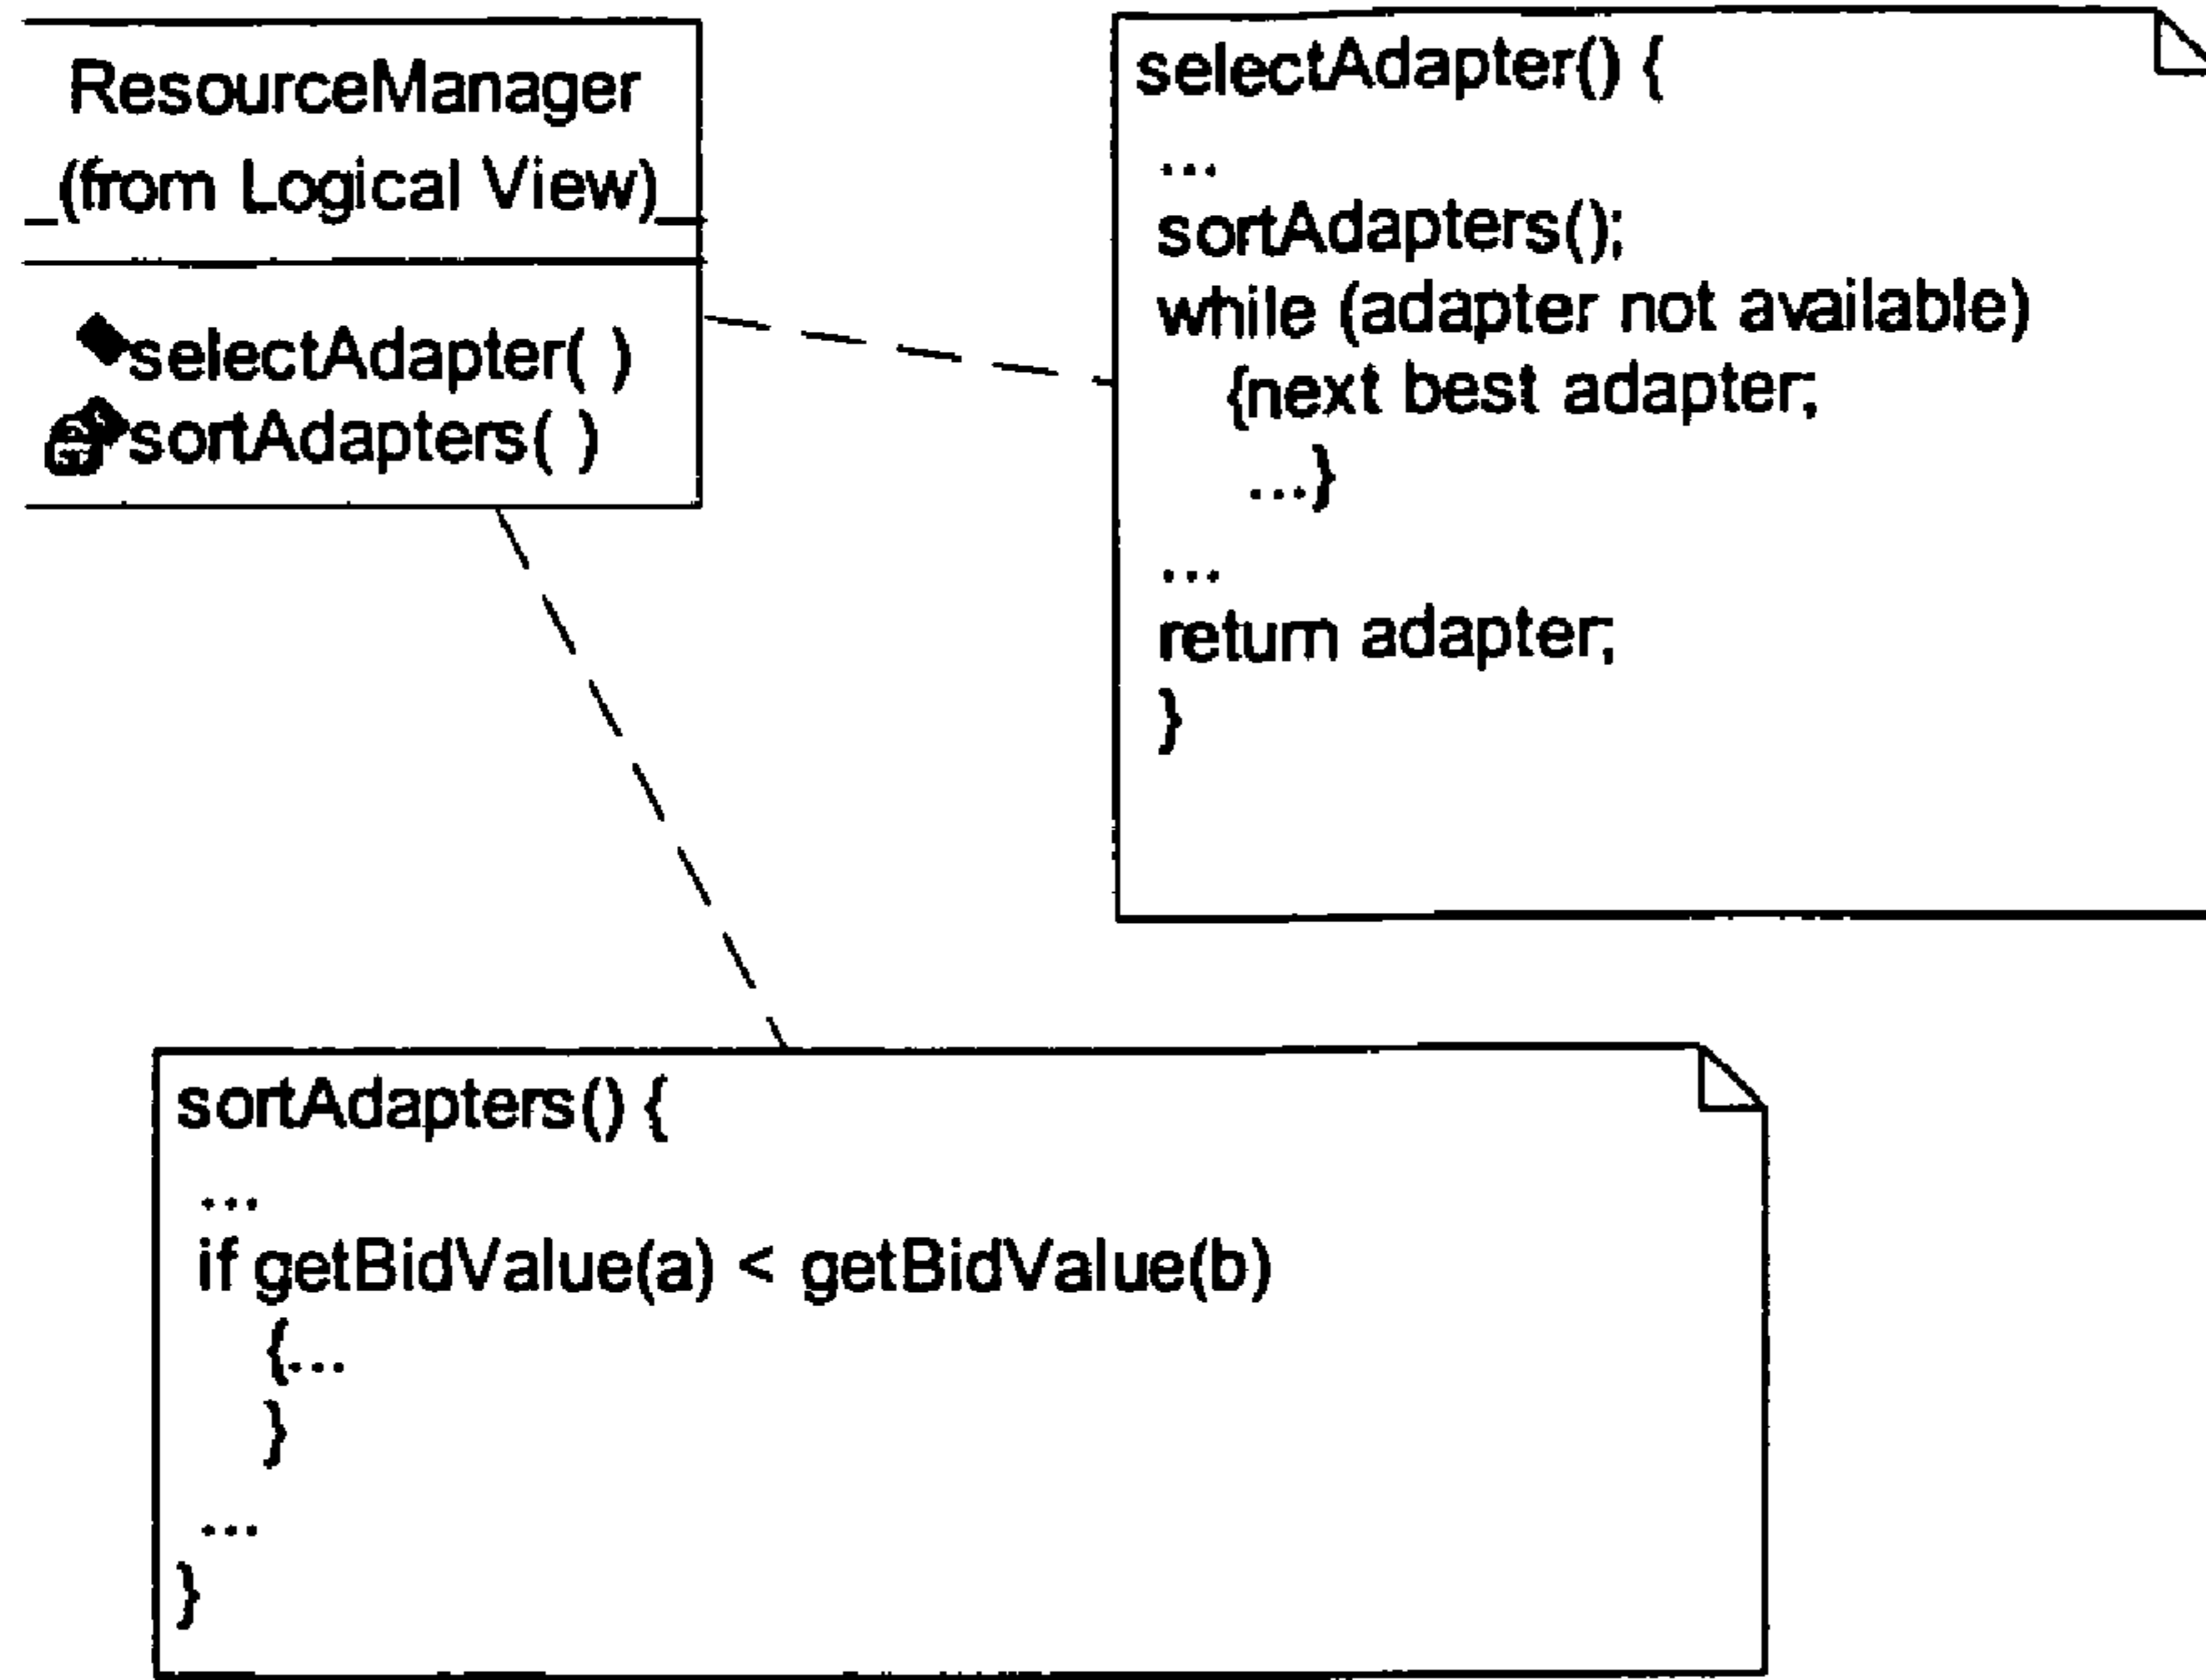 ResourceManager
(from Logical View)
selectAdapter( )
sortAdapters( )
selectAdapter() {
...
sortAdapters();
while (adapter not available)
{next best adapter;
...}
...
return adapter;
}
sortAdapters() {
...
if getBidValue(a) < getBidValue(b)
{...
}
...
}